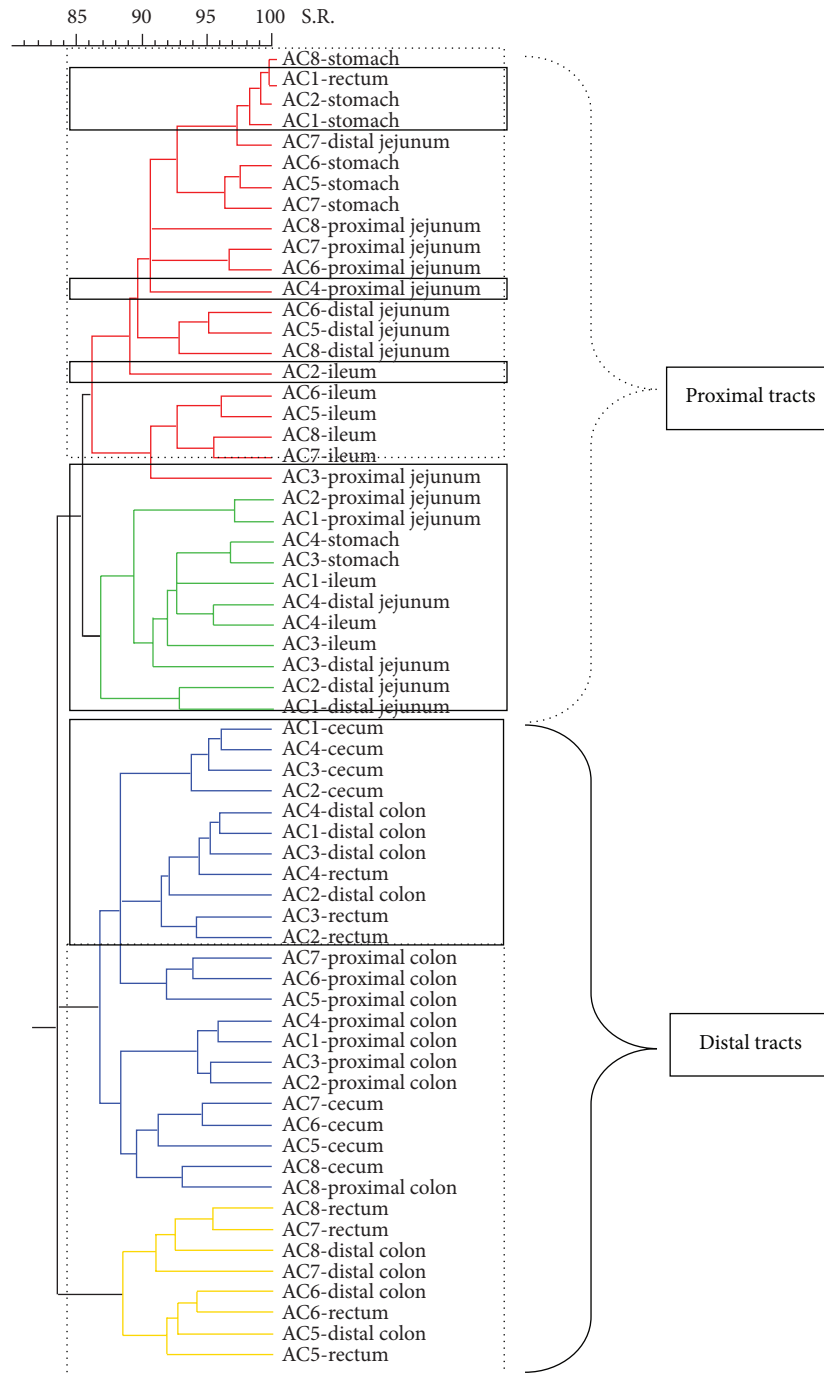 85 90 95 100 S.R.
AC8-stomach
AC1-rectum
AC2-stomach
AC1-stomach
AC7-distal jejunum
AC6-stomach
AC5-stomach
AC7-stomach
AC8-proximal jejunum
AC7-proximal jejunum
AC6-proximal jejunum
AC4-proximal jejunum
AC6-distal jejunum
AC5-distal jejunum
AC8-distal jejunum
AC2-ileum
AC6-ileum
AC5-ileum
AC8-ileum
AC7-ileum
AC3-proximal jejunum
AC2-proximal jejunum
AC1-proximal jejunum
AC4-stomach
AC3-stomach
AC1-ileum
AC4-distal jejunum
AC4-ileum
AC3-ileum
AC3-distal jejunum
AC2-distal jejunum
AC1-distal jejunum
AC1-cecum
AC4-cecum
AC3-cecum
AC2-cecum
AC4-distal colon
AC1-distal colon
AC3-distal colon
AC4-rectum
AC2-distal colon
AC3-rectum
AC2-rectum
AC7-proximal colon
AC6-proximal colon
AC5-proximal colon
AC4-proximal colon
AC1-proximal colon
AC3-proximal colon
AC2-proximal colon
AC7-cecum
AC6-cecum
AC5-cecum
AC8-cecum
AC8-proximal colon
AC8-rectum
AC7-rectum
AC8-distal colon
AC7-distal colon
AC6-distal colon
AC6-rectum
AC5-distal colon
AC5-rectum
Proximal tracts
Distal tracts